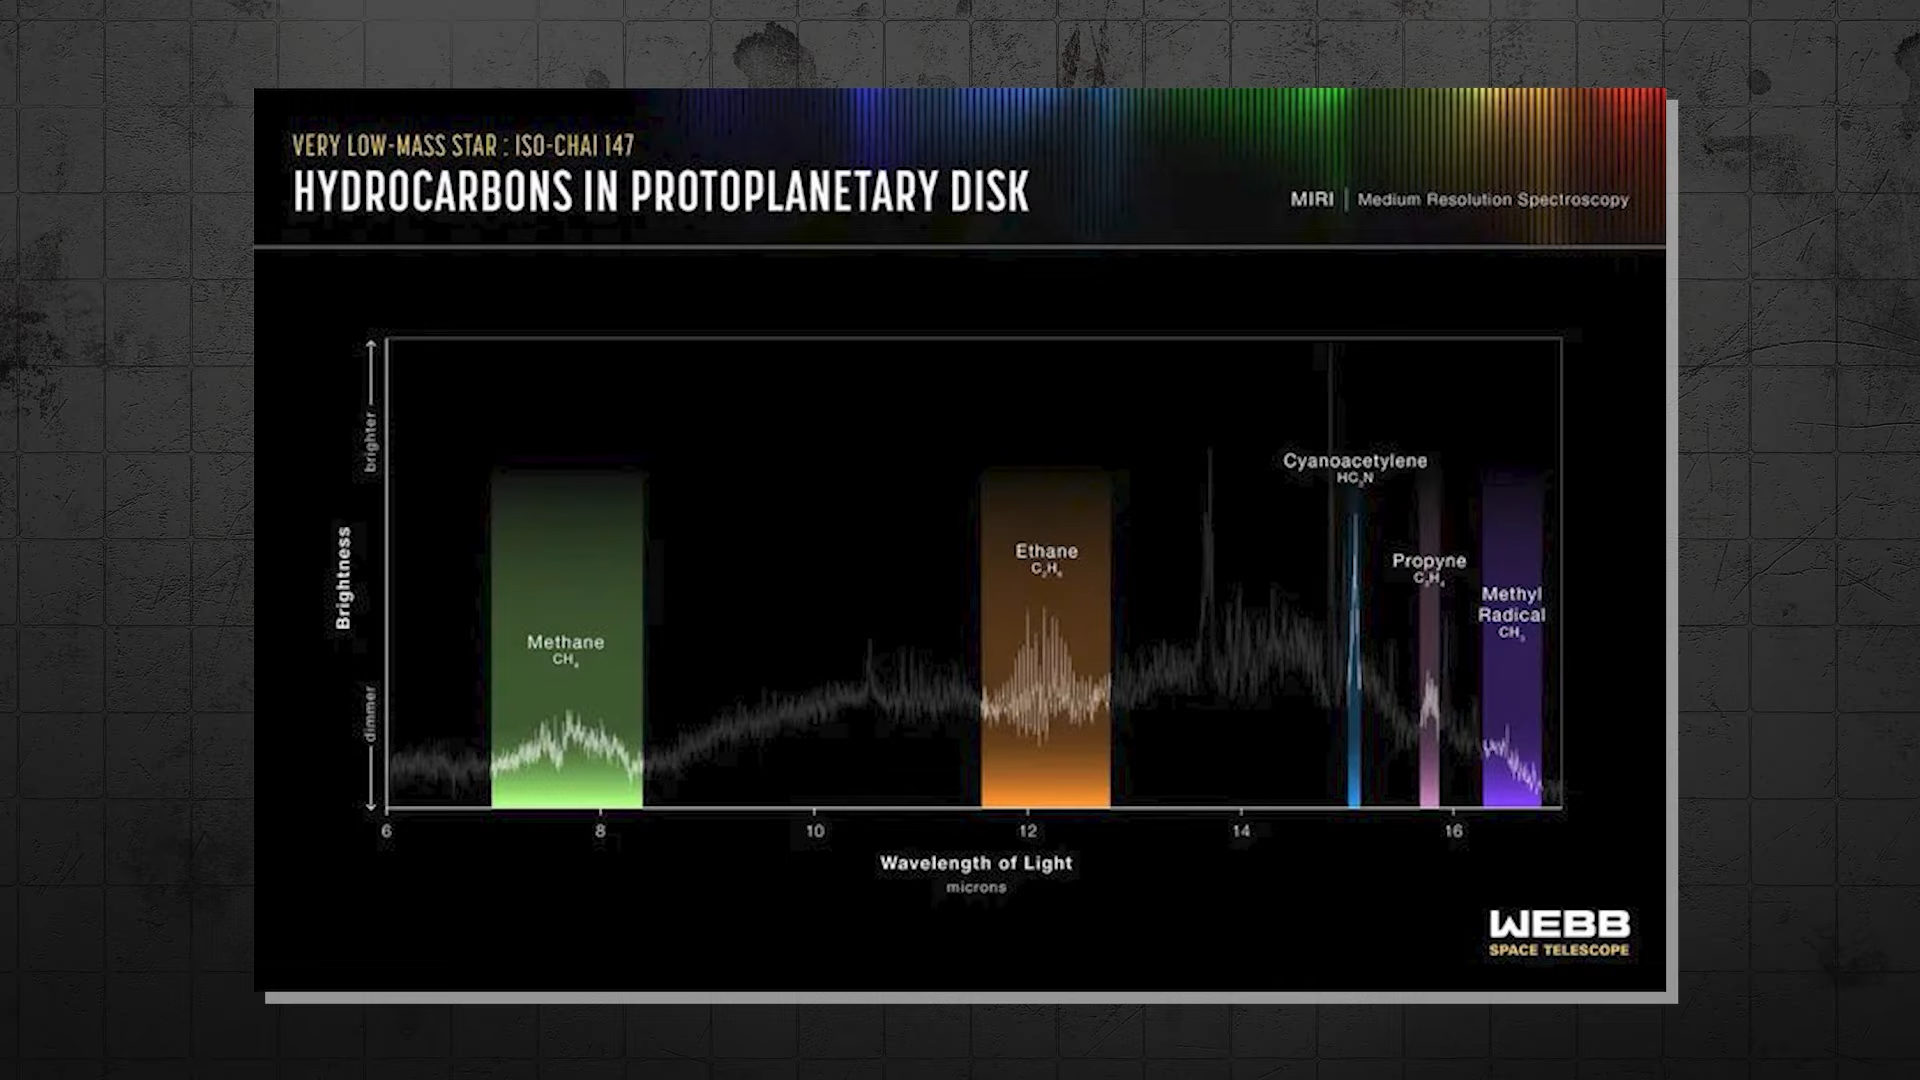 VERY LOW-MASS STAR : ISO-CHAI 147
HYDROCARBONS IN PROTOPLANETARY DISK
MIRI | Medium Resolution Spectroscopy
brighter
Brightness
dimmer
Methane
CH₄
Ethane
C₂H₆
Cyanoacetylene
HC₃N
Propyne
C₃H₄
Methyl
Radical
CH₃
6 8 10 12 14 16
Wavelength of Light
microns
WEBB
SPACE TELESCOPE